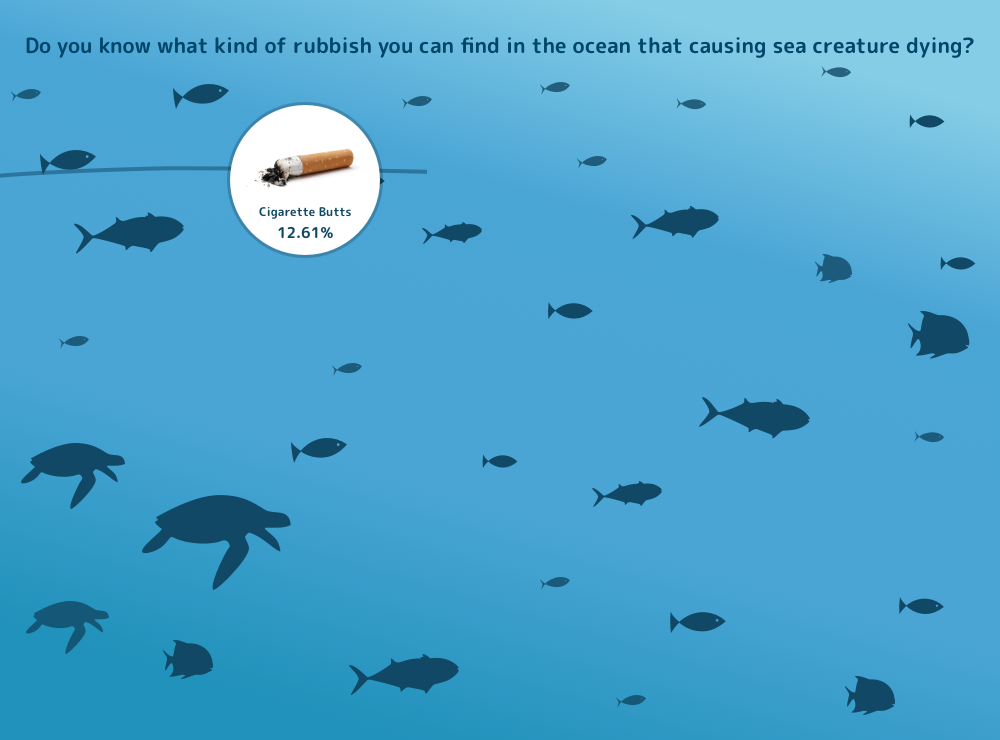 Do you know what kind of rubbish you can find in the ocean that causing sea creature dying?
Cigarette Butts
12.61%